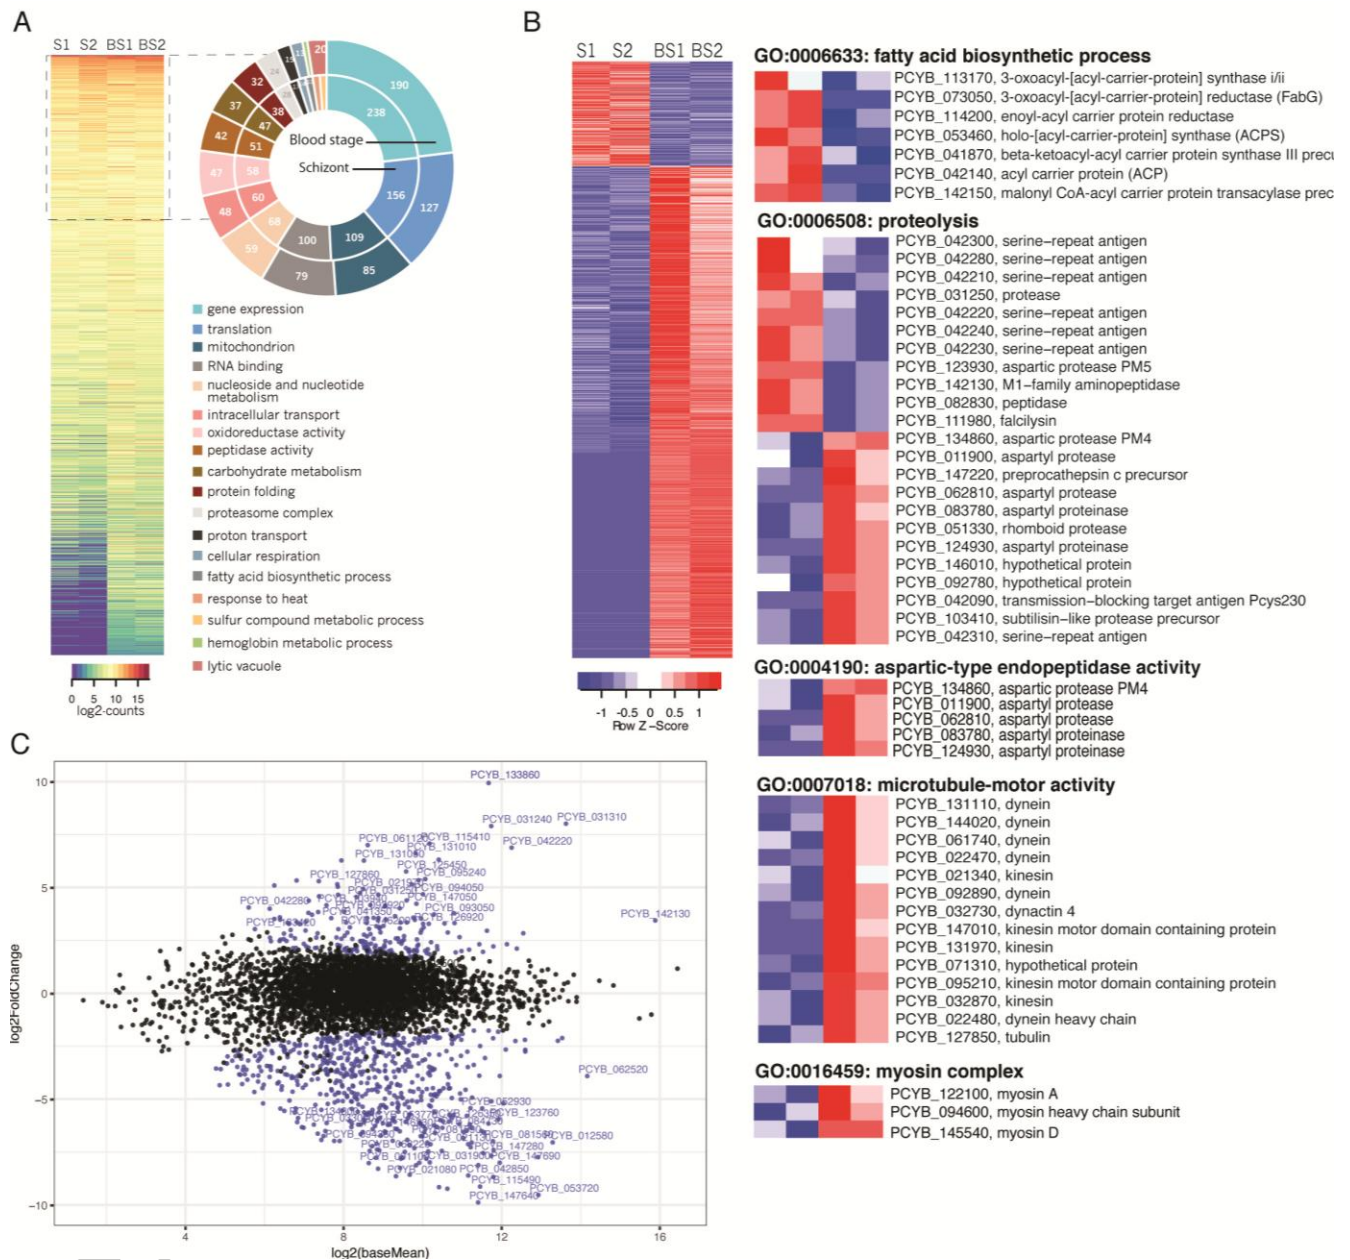 A
S1 S2 BS1 BS2
190
238
Blood stage
Schizont
156
127
109
85
100
79
68
59
60
48
58
47
51
42
47
37
38
32
24
20
gene expression
translation
mitochondrion
RNA binding
nucleoside and nucleotide
metabolism
intracellular transport
oxidoreductase activity
peptidase activity
carbohydrate metabolism
protein folding
proteasome complex
proton transport
cellular respiration
fatty acid biosynthetic process
response to heat
sulfur compound metabolic process
hemoglobin metabolic process
lytic vacuole
0 5 10 15
log2-counts
B
S1 S2 BS1 BS2
-1 -0.5 0 0.5 1
Row Z-Score
GO:0006633: fatty acid biosynthetic process
PCYB_113170, 3-oxoacyl-[acyl-carrier-protein] synthase i/ii
PCYB_073050, 3-oxoacyl-[acyl-carrier-protein] reductase (FabG)
PCYB_114200, enoyl-acyl carrier protein reductase
PCYB_053460, holo-[acyl-carrier-protein] synthase (ACPS)
PCYB_041870, beta-ketoacyl-acyl carrier protein synthase III precu
PCYB_042140, acyl carrier protein (ACP)
PCYB_142150, malonyl CoA-acyl carrier protein transacylase prec
GO:0006508: proteolysis
PCYB_042300, serine-repeat antigen
PCYB_042280, serine-repeat antigen
PCYB_042210, serine-repeat antigen
PCYB_031250, protease
PCYB_042220, serine-repeat antigen
PCYB_042240, serine-repeat antigen
PCYB_042230, serine-repeat antigen
PCYB_123930, aspartic protease PM5
PCYB_142130, M1-family aminopeptidase
PCYB_082830, peptidase
PCYB_111980, falcilysin
PCYB_134860, aspartic protease PM4
PCYB_011900, aspartyl protease
PCYB_147220, preprocathepsin c precursor
PCYB_062810, aspartyl protease
PCYB_083780, aspartyl proteinase
PCYB_051330, rhomboid protease
PCYB_124930, aspartyl proteinase
PCYB_146010, hypothetical protein
PCYB_092780, hypothetical protein
PCYB_042090, transmission-blocking target antigen Pcys230
PCYB_103410, subtilisin-like protease precursor
PCYB_042310, serine-repeat antigen
GO:0004190: aspartic-type endopeptidase activity
PCYB_134860, aspartic protease PM4
PCYB_011900, aspartyl protease
PCYB_062810, aspartyl protease
PCYB_083780, aspartyl proteinase
PCYB_124930, aspartyl proteinase
GO:0007018: microtubule-motor activity
PCYB_131110, dynein
PCYB_144020, dynein
PCYB_061740, dynein
PCYB_022470, dynein
PCYB_021340, kinesin
PCYB_092890, dynein
PCYB_032730, dynactin 4
PCYB_147010, kinesin motor domain containing protein
PCYB_131970, kinesin
PCYB_071310, hypothetical protein
PCYB_095210, kinesin motor domain containing protein
PCYB_032870, kinesin
PCYB_022480, dynein heavy chain
PCYB_127850, tubulin
GO:0016459: myosin complex
PCYB_122100, myosin A
PCYB_094600, myosin heavy chain subunit
PCYB_145540, myosin D
C
10
5
0
−5
−10
log2FoldChange
PCYB_133860
PCYB_031240
PCYB_031310
PCYB_115410
PCYB_131010
PCYB_042220
PCYB_125450
PCYB_095240
PCYB_127860
PCYB_094050
PCYB_147050
PCYB_042280
PCYB_093050
PCYB_041350
PCYB_126920
PCYB_142130
PCYB_062520
PCYB_052930
PCYB_123760
PCYB_012580
PCYB_147280
PCYB_147690
PCYB_021080
PCYB_042850
PCYB_115490
PCYB_053720
PCYB_147640
4 8 12 16
log2(baseMean)